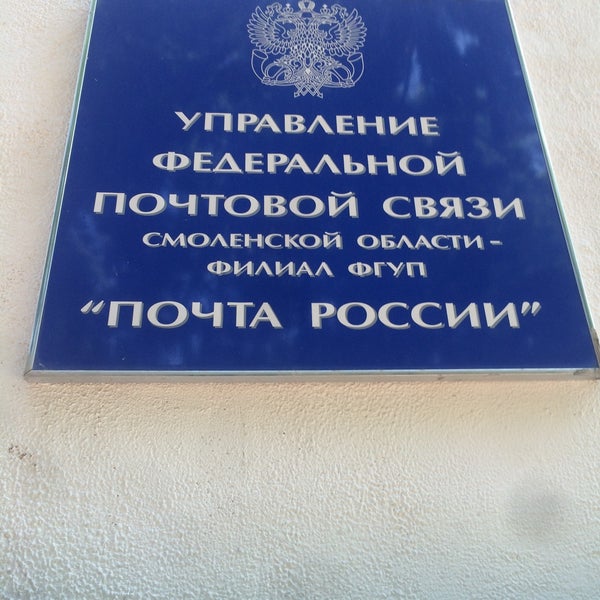 УПРАВЛЕНИЕ
ФЕДЕРАЛЬНОЙ
ПОЧТОВОЙ СВЯЗИ
СМОЛЕНСКОЙ ОБЛАСТИ -
ФИЛИАЛ ФГУП
“ПОЧТА РОССИИ”